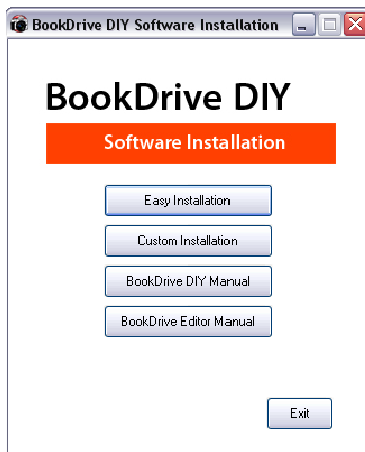 BookDrive DIY Software Installation
BookDrive DIY
Software Installation
Easy Installation
Custom Installation
BookDrive DIY Manual
BookDrive Editor Manual
Exit